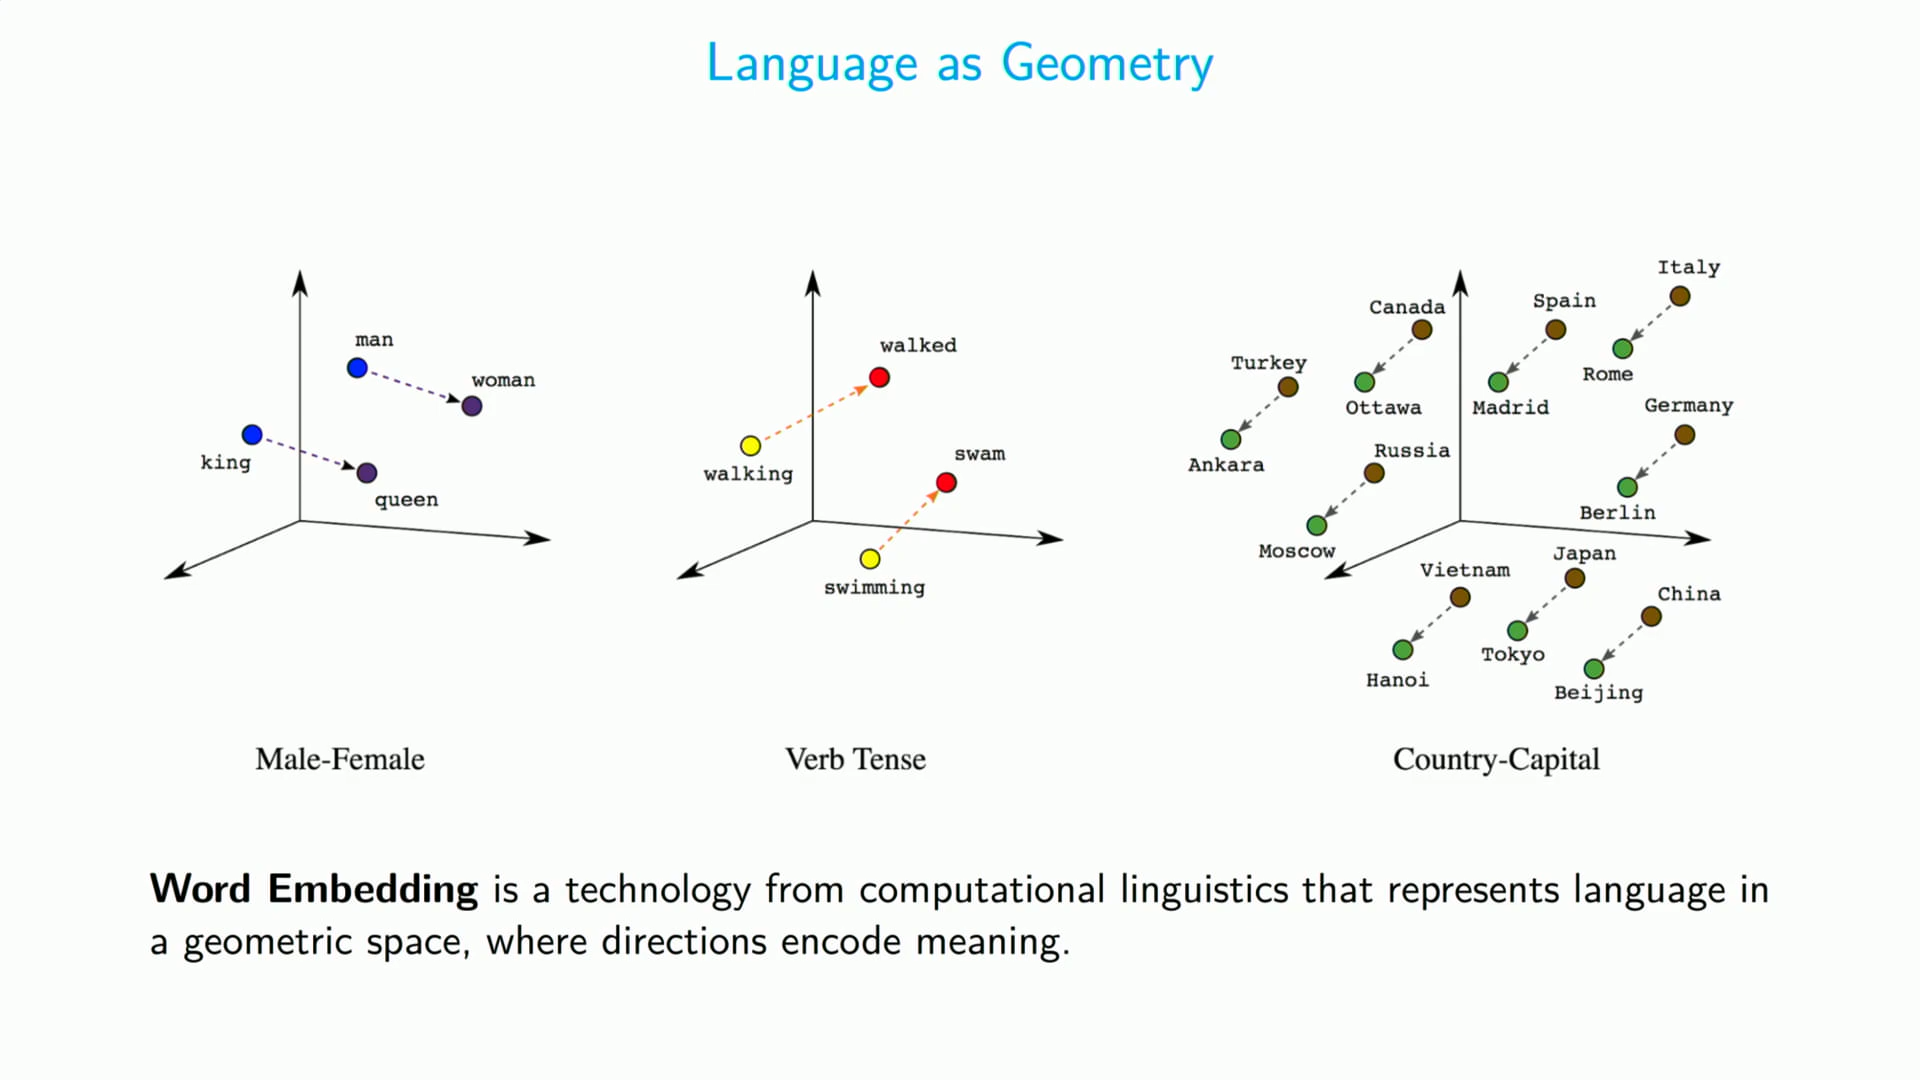 Language as Geometry
man
woman
king
queen
Male-Female
walked
walking
swam
swimming
Verb Tense
Italy
Canada
Spain
Turkey
Rome
Ottawa
Madrid
Germany
Russia
Ankara
Berlin
Moscow
Japan
Vietnam
China
Tokyo
Hanoi
Beijing
Country-Capital
Word Embedding is a technology from computational linguistics that represents language in
a geometric space, where directions encode meaning.